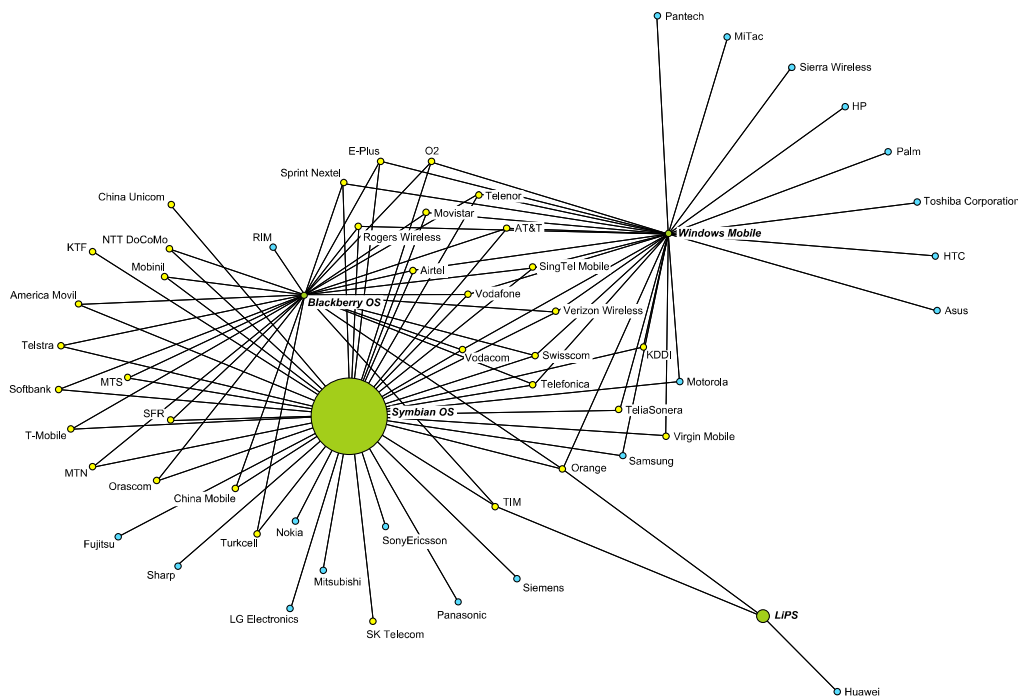 Pantech
MiTac
Sierra Wireless
HP
E-Plus
O2
Palm
Sprint Nextel
China Unicom
Telenor
Toshiba Corporation
Movistar
AT&T
Windows Mobile
Rogers Wireless
NTT DoCoMo
RIM
KTF
HTC
Mobinil
Airtel
SingTel Mobile
America Movil
Vodafone
Blackberry OS
Verizon Wireless
Asus
Telstra
Vodacom
Swisscom
KDDI
MTS
Softbank
Telefonica
Motorola
SFR
Symbian OS
TeliaSonera
T-Mobile
Virgin Mobile
Samsung
MTN
Orange
Orascom
China Mobile
TIM
Fujitsu
Turkcell
Nokia
SonyEricsson
Sharp
Mitsubishi
Siemens
LG Electronics
Panasonic
LiPS
SK Telecom
Huawei